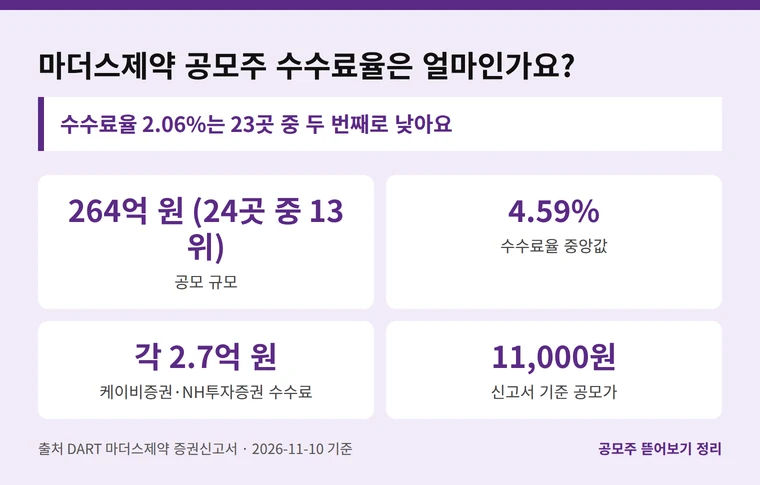 마더스제약 공모주 수수료율은 얼마인가요?
수수료율 2.06%는 23곳 중 두 번째로 낮아요
264억 원 (24곳 중 13
위)
공모 규모
4.59%
수수료율 중앙값
각 2.7억 원
케이비증권·NH투자증권 수수료
11,000원
신고서 기준 공모가
출처 DART 마더스제약 증권신고서 · 2026-11-10 기준
공모주 뜯어보기 정리